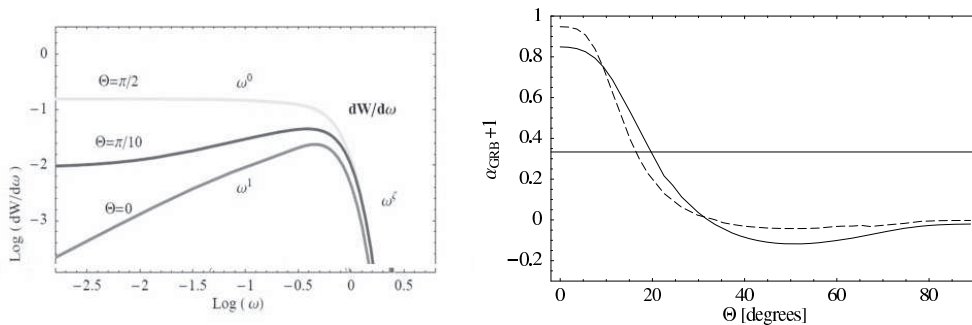 0
−1
−2
−3
Log ( dW/dω)
Θ=π/2
ω⁰
dW/dω
Θ=π/10
ω¹
Θ=0
ω^ζ
−2.5 −2 −1.5 −1 −0.5 0 0.5
Log ( ω)
+1
0.8
0.6
0.4
0.2
0
−0.2
α_GRB+1
0 20 40 60 80
Θ [degrees]